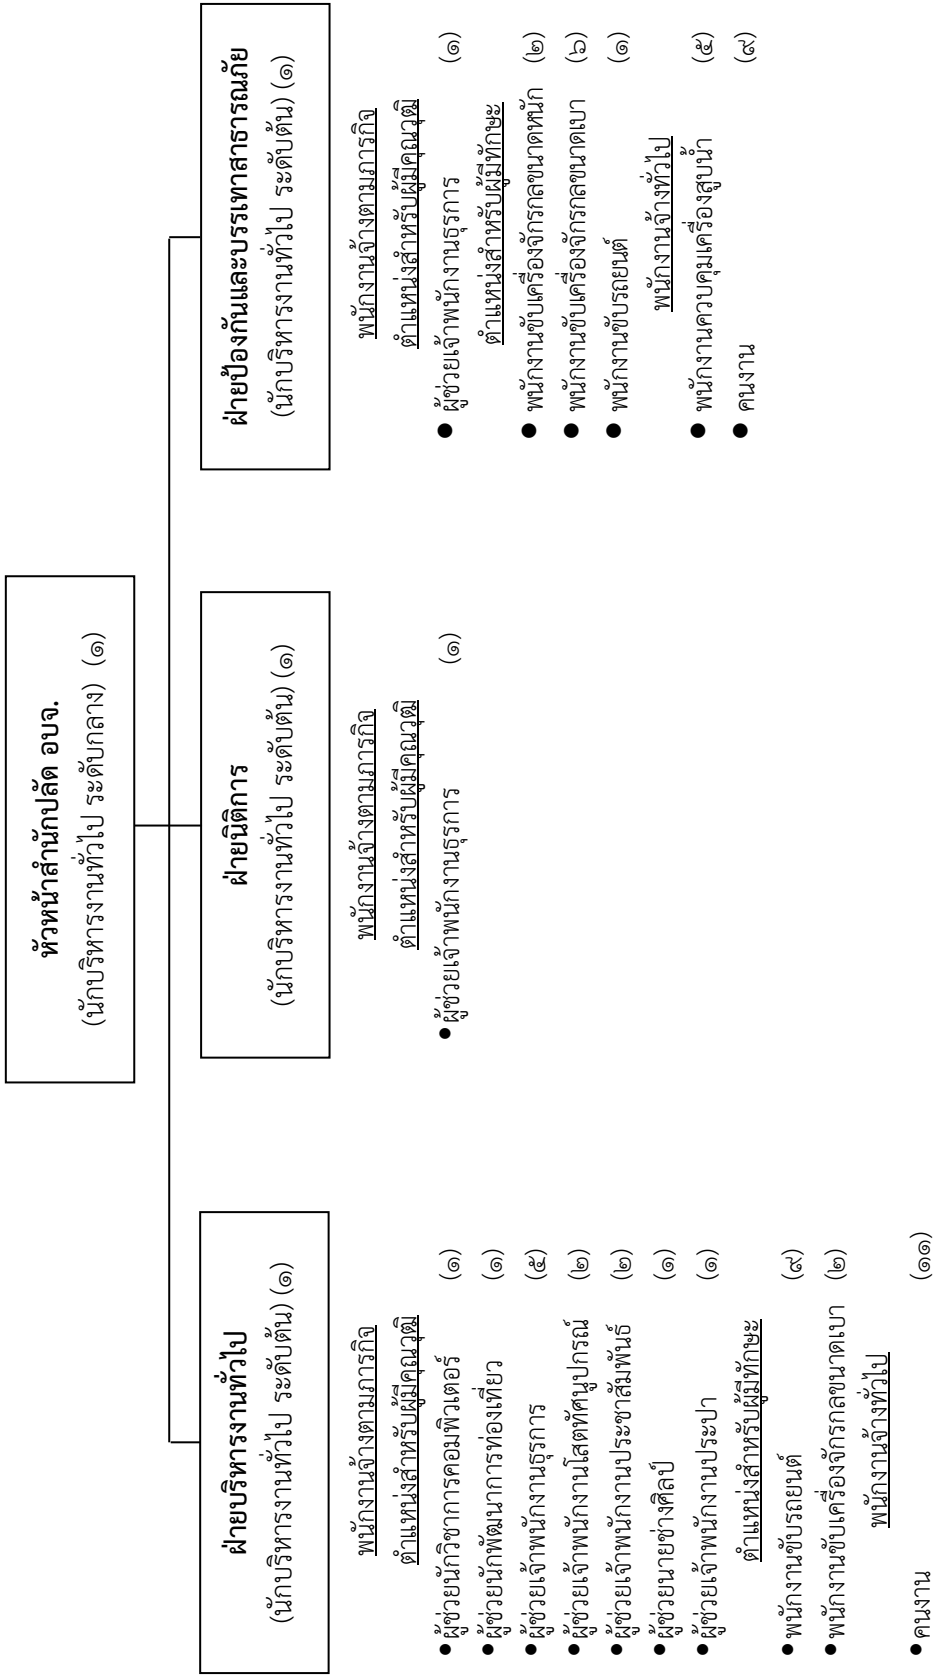 หัวหน้าสำนักปลัด อบจ.
(นักบริหารงานทั่วไป ระดับกลาง) (๑)
ฝ่ายบริหารงานทั่วไป
(นักบริหารงานทั่วไป ระดับต้น) (๑)
พนักงานจ้างตามภารกิจ
ตำแหน่งสำหรับผู้มีคุณวุฒิ
●ผู้ช่วยนักวิชาการคอมพิวเตอร์ (๑)
●ผู้ช่วยนักพัฒนาการท่องเที่ยว (๑)
●ผู้ช่วยเจ้าพนักงานธุรการ (๕)
●ผู้ช่วยเจ้าพนักงานโสตทัศนูปกรณ์ (๒)
●ผู้ช่วยเจ้าพนักงานประชาสัมพันธ์ (๒)
●ผู้ช่วยนายช่างศิลป์ (๑)
●ผู้ช่วยเจ้าพนักงานประปา (๑)
ตำแหน่งสำหรับผู้มีทักษะ
●พนักงานขับรถยนต์ (๙)
●พนักงานขับเครื่องจักรกลขนาดเบา (๒)
พนักงานจ้างทั่วไป
●คนงาน (๑๑)
ฝ่ายนิติการ
(นักบริหารงานทั่วไป ระดับต้น) (๑)
พนักงานจ้างตามภารกิจ
ตำแหน่งสำหรับผู้มีคุณวุฒิ
●ผู้ช่วยเจ้าพนักงานธุรการ (๑)
ฝ่ายป้องกันและบรรเทาสาธารณภัย
(นักบริหารงานทั่วไป ระดับต้น) (๑)
พนักงานจ้างตามภารกิจ
ตำแหน่งสำหรับผู้มีคุณวุฒิ
● ผู้ช่วยเจ้าพนักงานธุรการ (๑)
ตำแหน่งสำหรับผู้มีทักษะ
● พนักงานขับเครื่องจักรกลขนาดหนัก (๒)
● พนักงานขับเครื่องจักรกลขนาดเบา (๖)
● พนักงานขับรถยนต์ (๑)
พนักงานจ้างทั่วไป
● พนักงานควบคุมเครื่องสูบน้ำ (๕)
● คนงาน (๙)